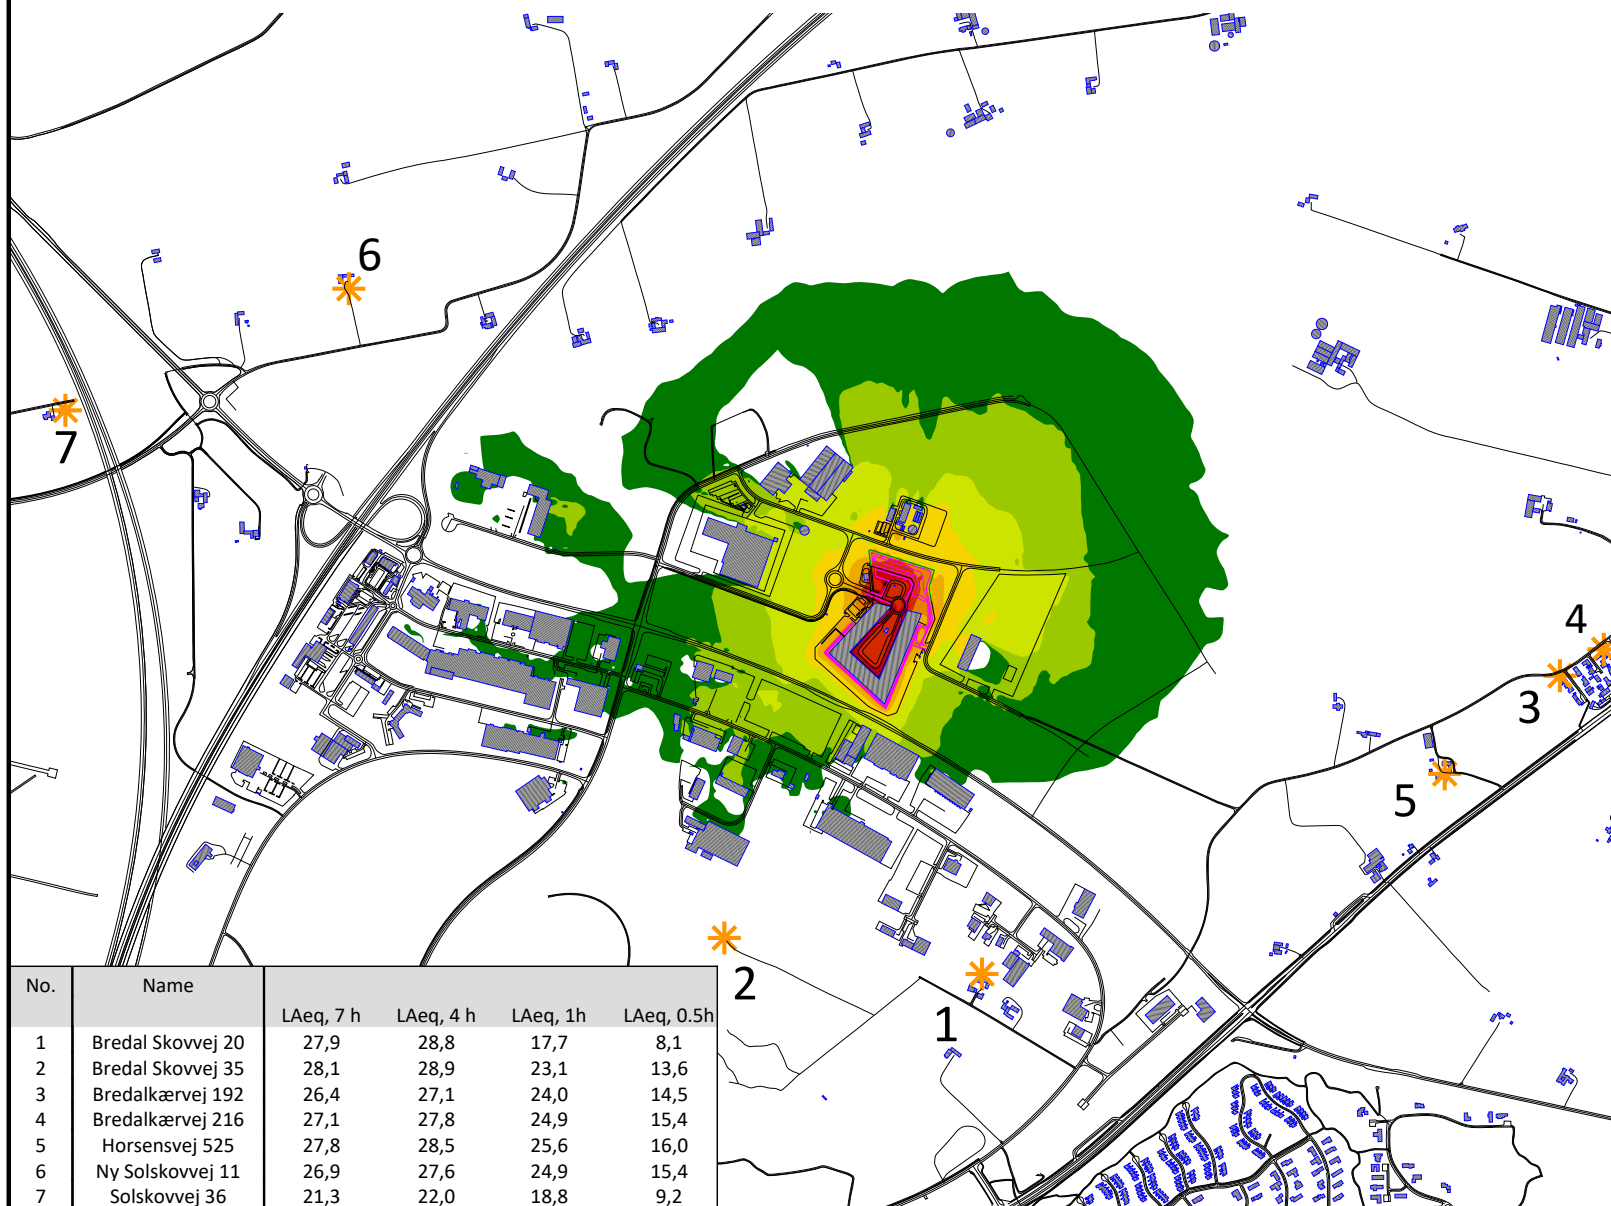 6
7
4
3
5
2
1
No. Name LAeq, 7 h LAeq, 4 h LAeq, 1h LAeq, 0.5h
1 Bredal Skovvej 20 27,9 28,8 17,7 8,1
2 Bredal Skovvej 35 28,1 28,9 23,1 13,6
3 Bredalkærvej 192 26,4 27,1 24,0 14,5
4 Bredalkærvej 216 27,1 27,8 24,9 15,4
5 Horsensvej 525 27,8 28,5 25,6 16,0
6 Ny Solskovvej 11 26,9 27,6 24,9 15,4
7 Solskovvej 36 21,3 22,0 18,8 9,2